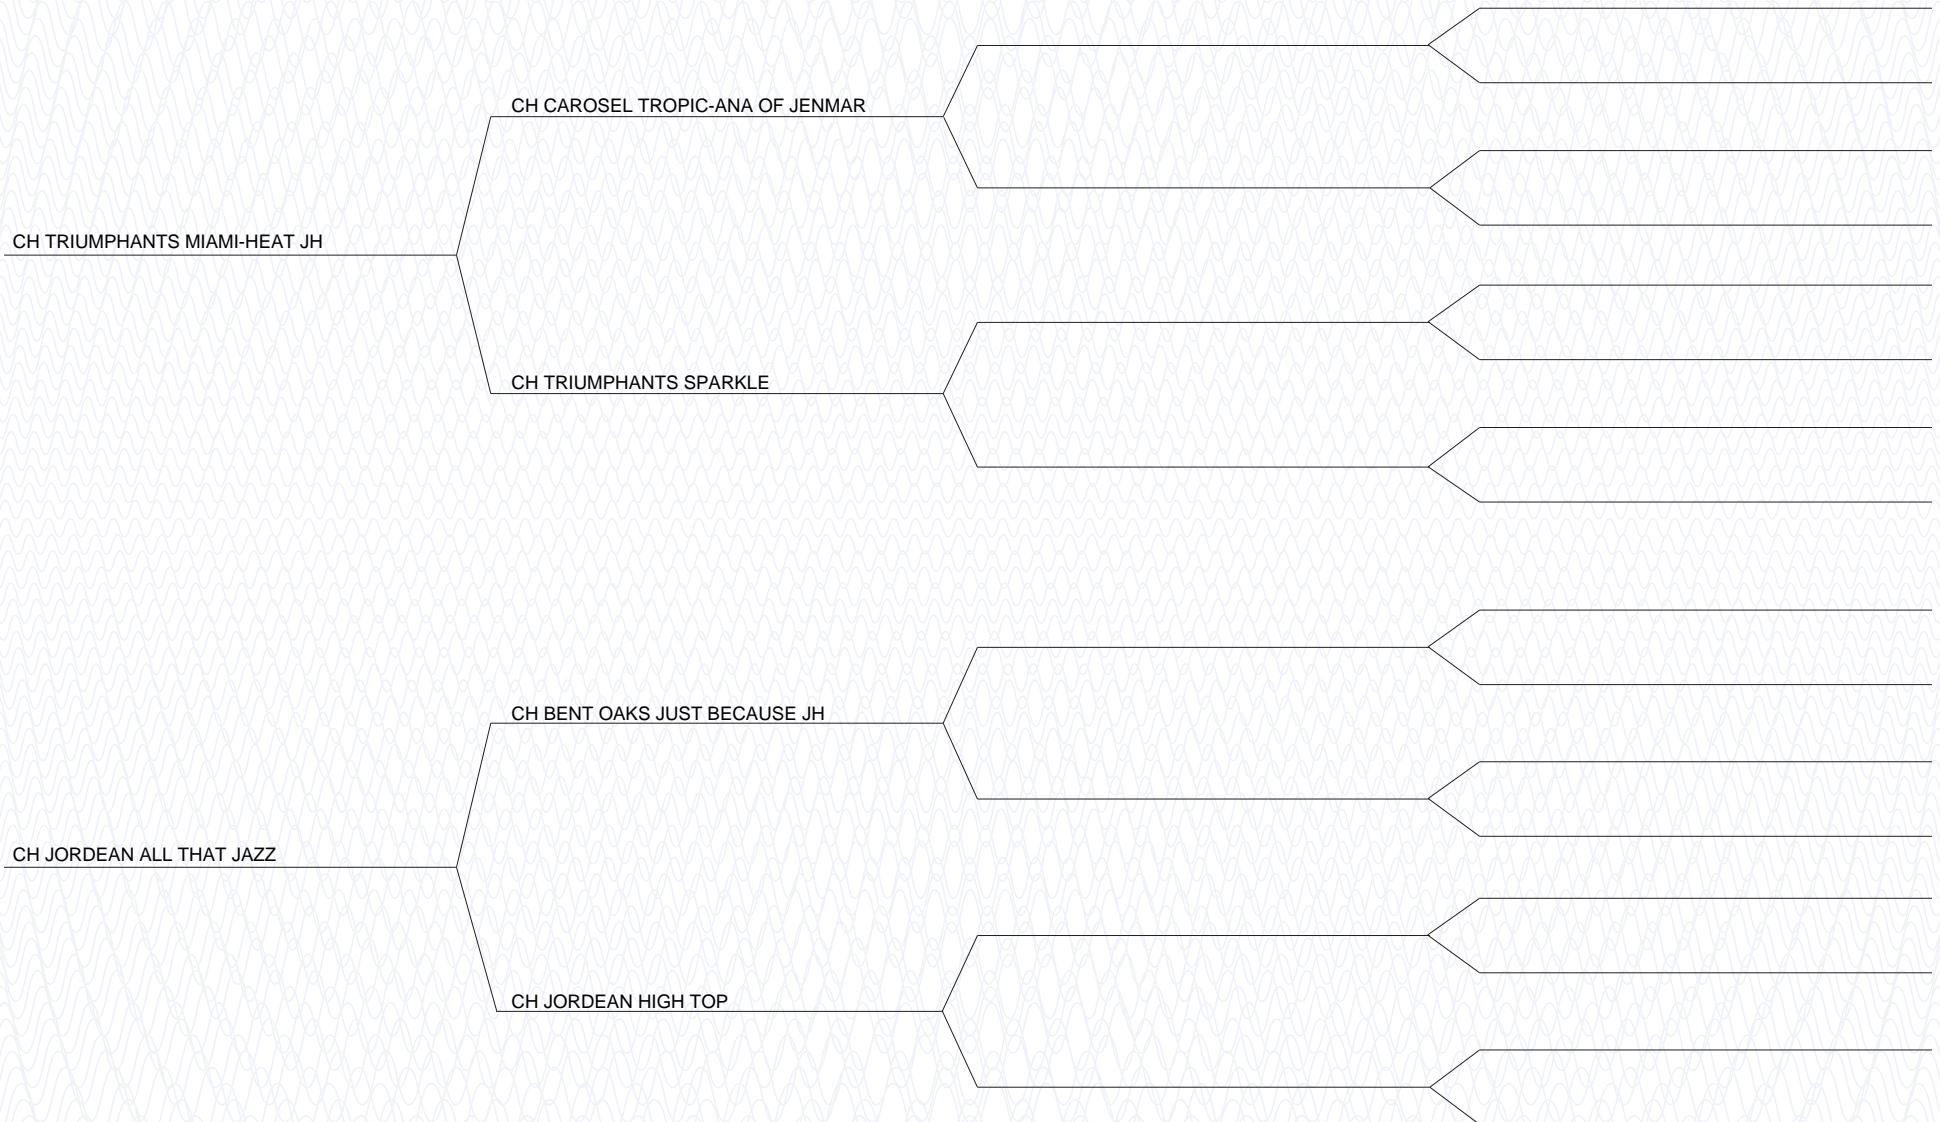 CH CAROSEL TROPIC-ANA OF JENMAR
CH TRIUMPHANTS MIAMI-HEAT JH
CH TRIUMPHANTS SPARKLE
CH BENT OAKS JUST BECAUSE JH
CH JORDEAN ALL THAT JAZZ
CH JORDEAN HIGH TOP